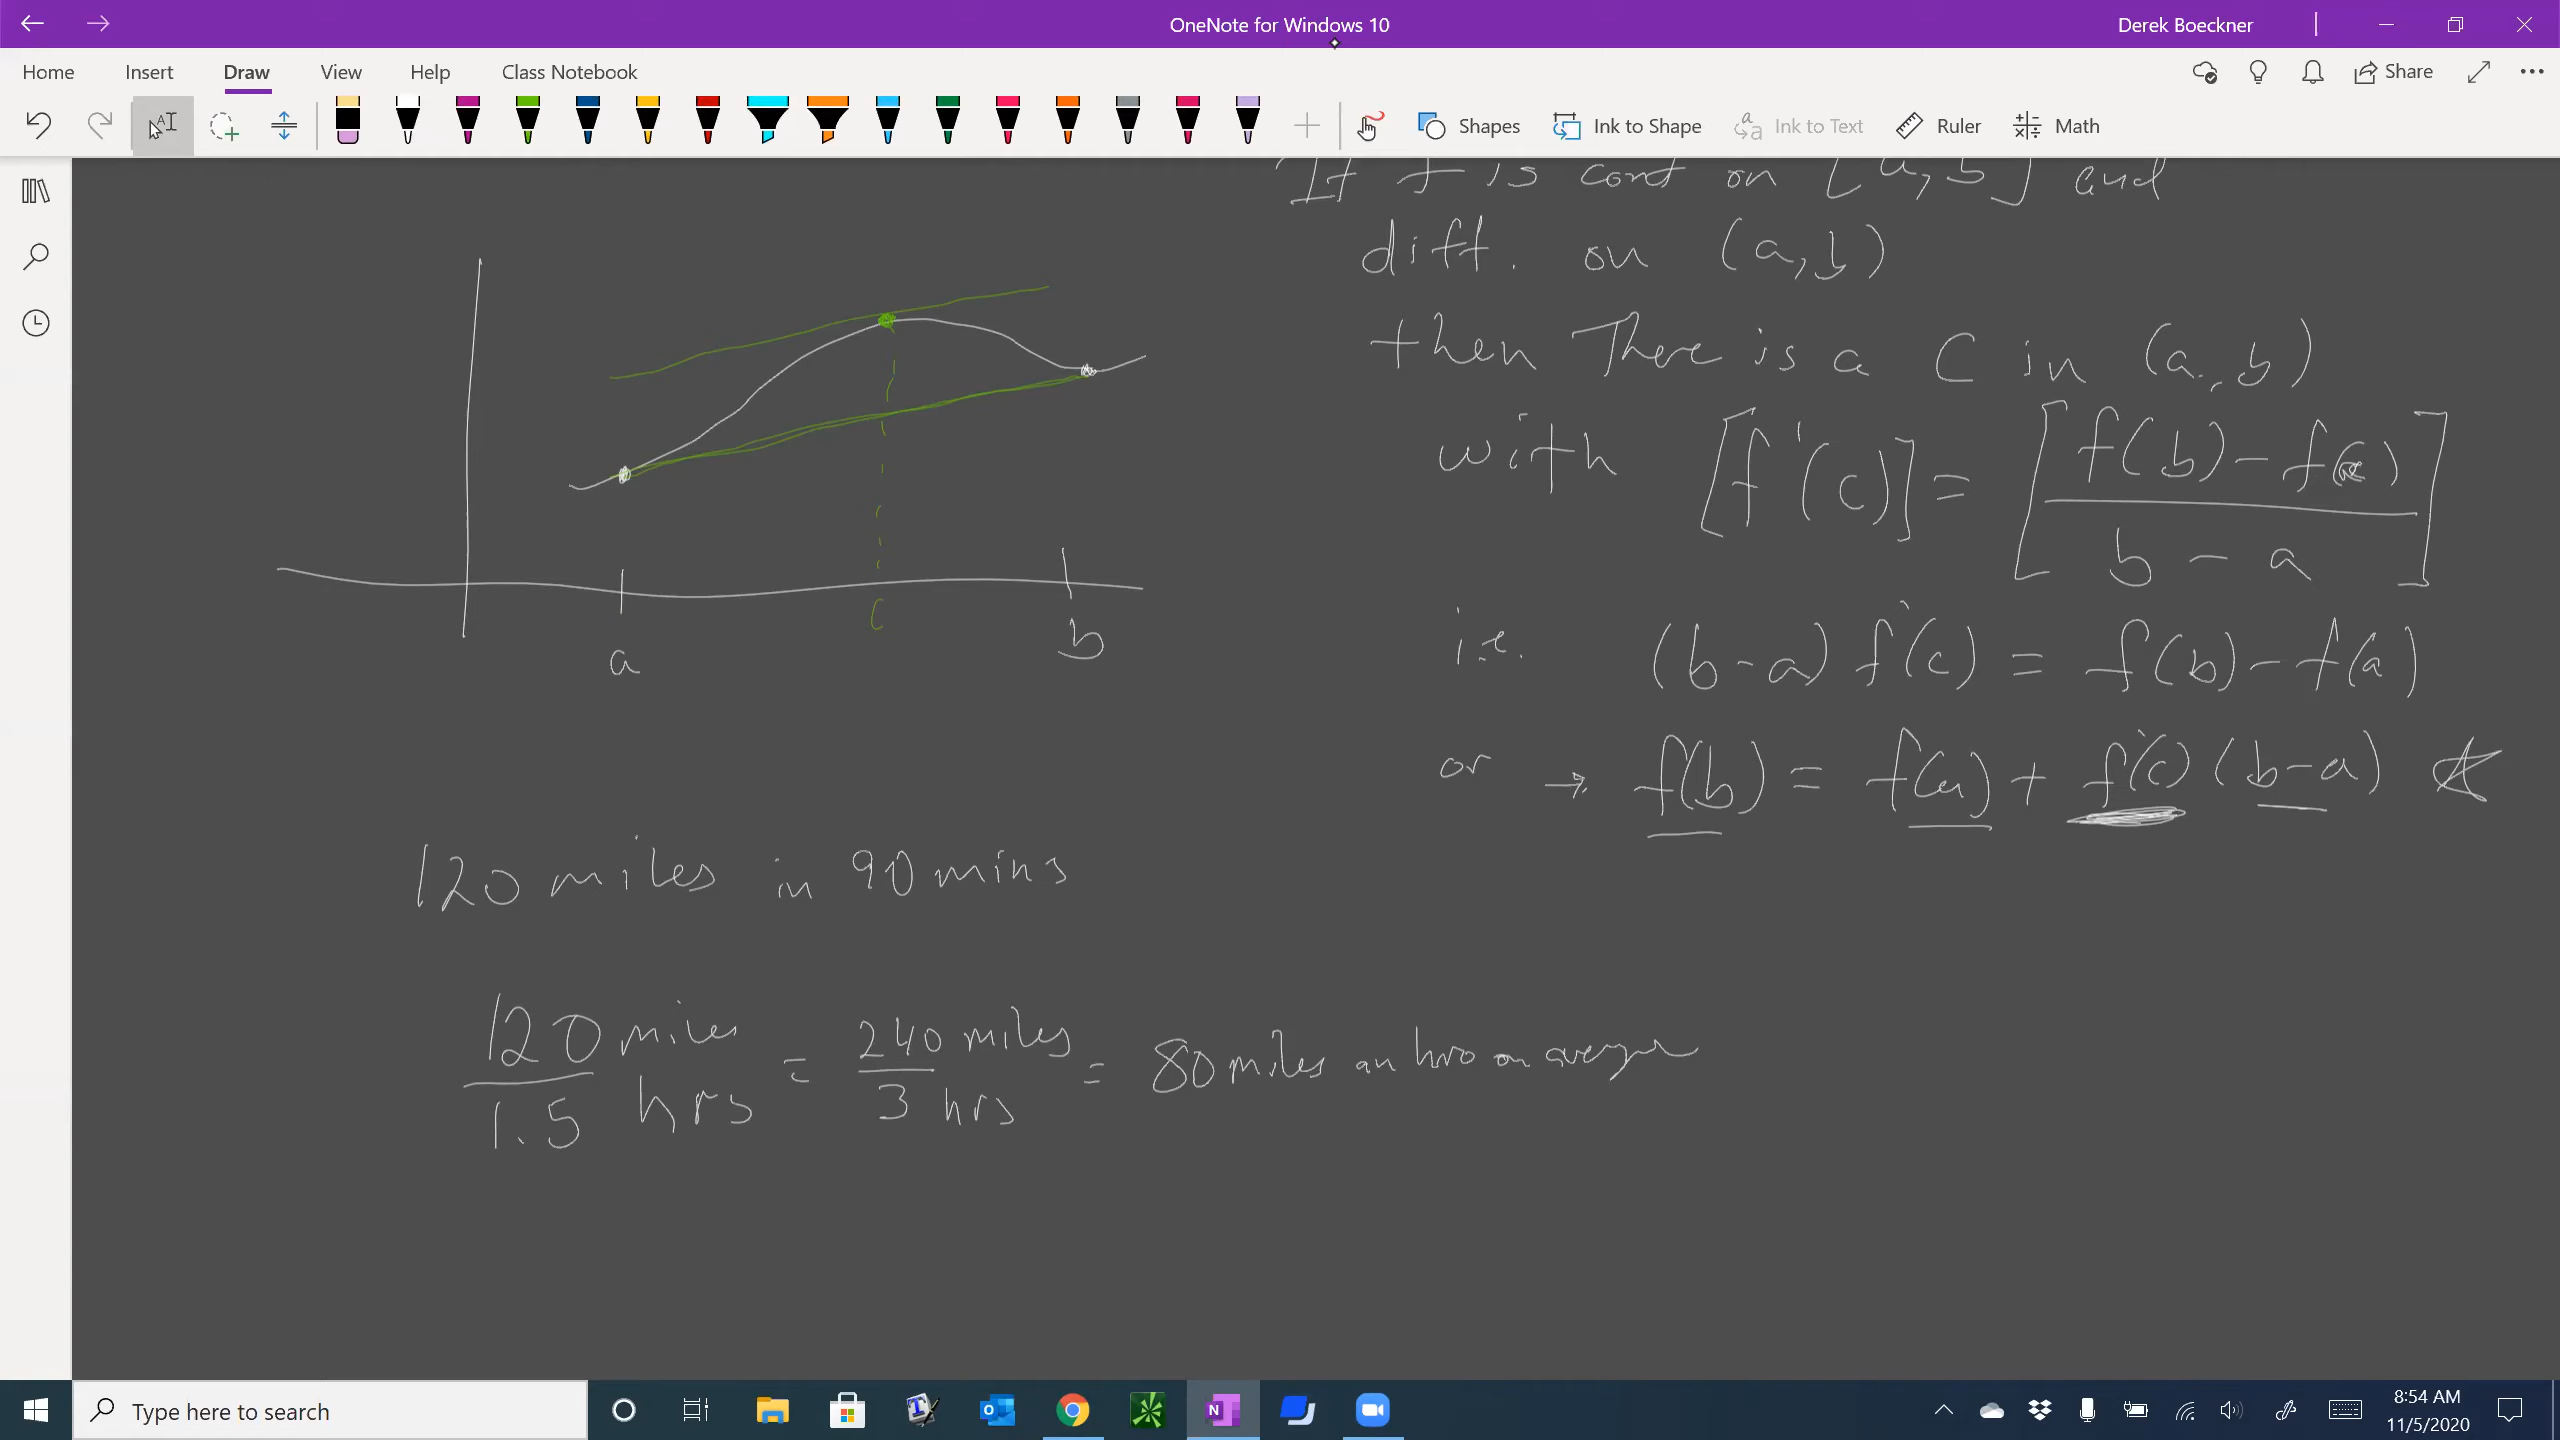 OneNote for Windows 10
Derek Boeckner
Home Insert Draw View Help Class Notebook
Share
Shapes Ink to Shape Ink to Text Ruler Math
If f is cont on [a,b] and
diff. on (a,b)
then There is a C in (a,b)
with [f'(c)] = [f(b)-f(a) / b-a]
i.e. (b-a) f'(c) = f(b)-f(a)
or → f(b) = f(a) + f'(c) (b-a) ☆
c
a
b
120 miles in 90 mins
120 miles / 1.5 hrs = 240 miles / 3 hrs = 80 miles an hro on average
Type here to search
8:54 AM
11/5/2020